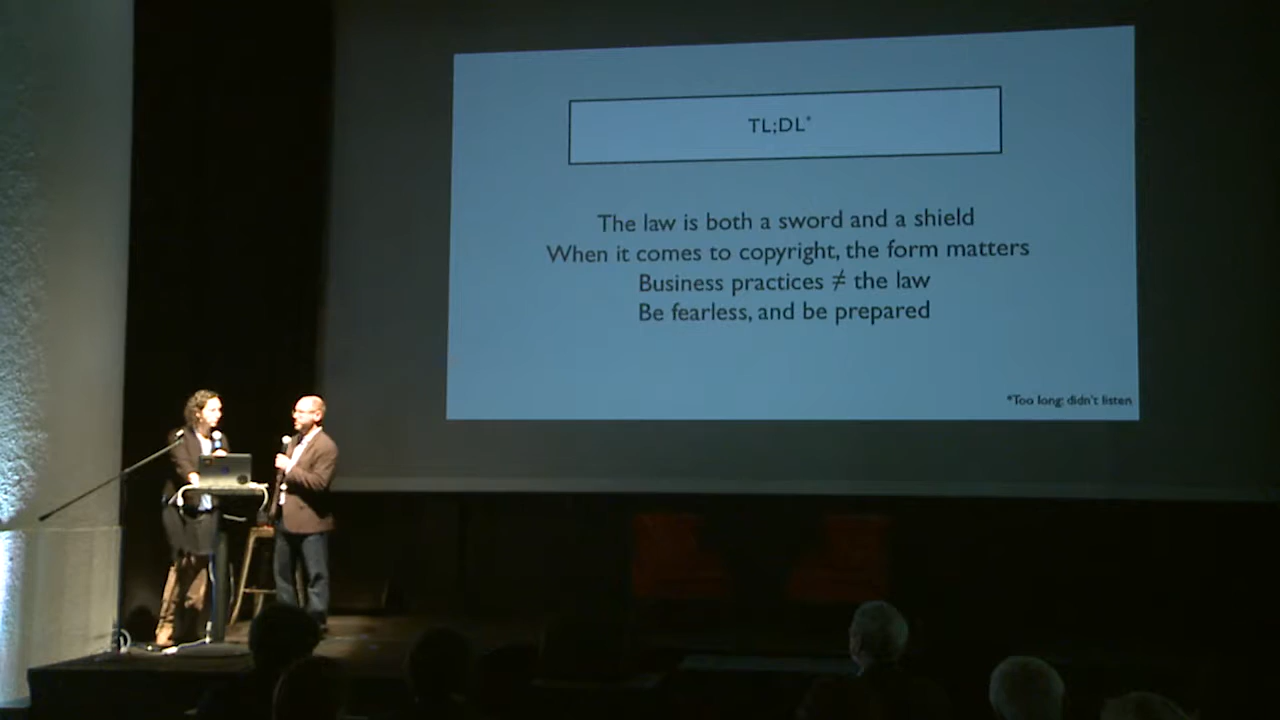 TL;DL*
The law is both a sword and a shield
When it comes to copyright, the form matters
Business practices ≠ the law
Be fearless, and be prepared
*Too long; didn't listen